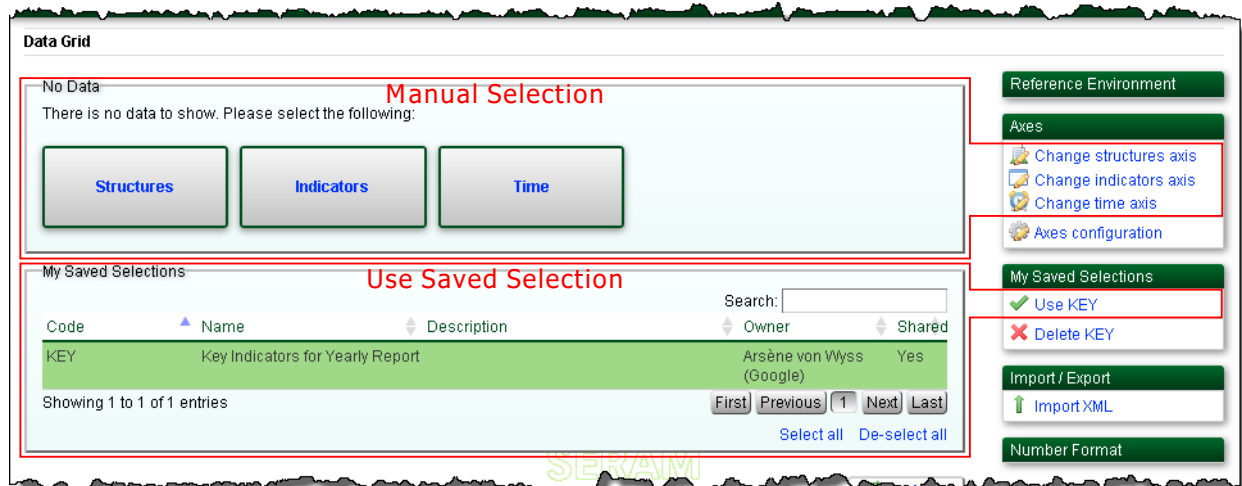 Data Grid
No Data
Manual Selection
There is no data to show. Please select the following:
Structures
Indicators
Time
My Saved Selections
Use Saved Selection
Search:
Code Name Description Owner Shared
KEY Key Indicators for Yearly Report Arsène von Wyss Yes
(Google)
Showing 1 to 1 of 1 entries
First Previous 1 Next Last
Select all De-select all
SERAM
Reference Environment
Axes
Change structures axis
Change indicators axis
Change time axis
Axes configuration
My Saved Selections
Use KEY
Delete KEY
Import / Export
Import XML
Number Format